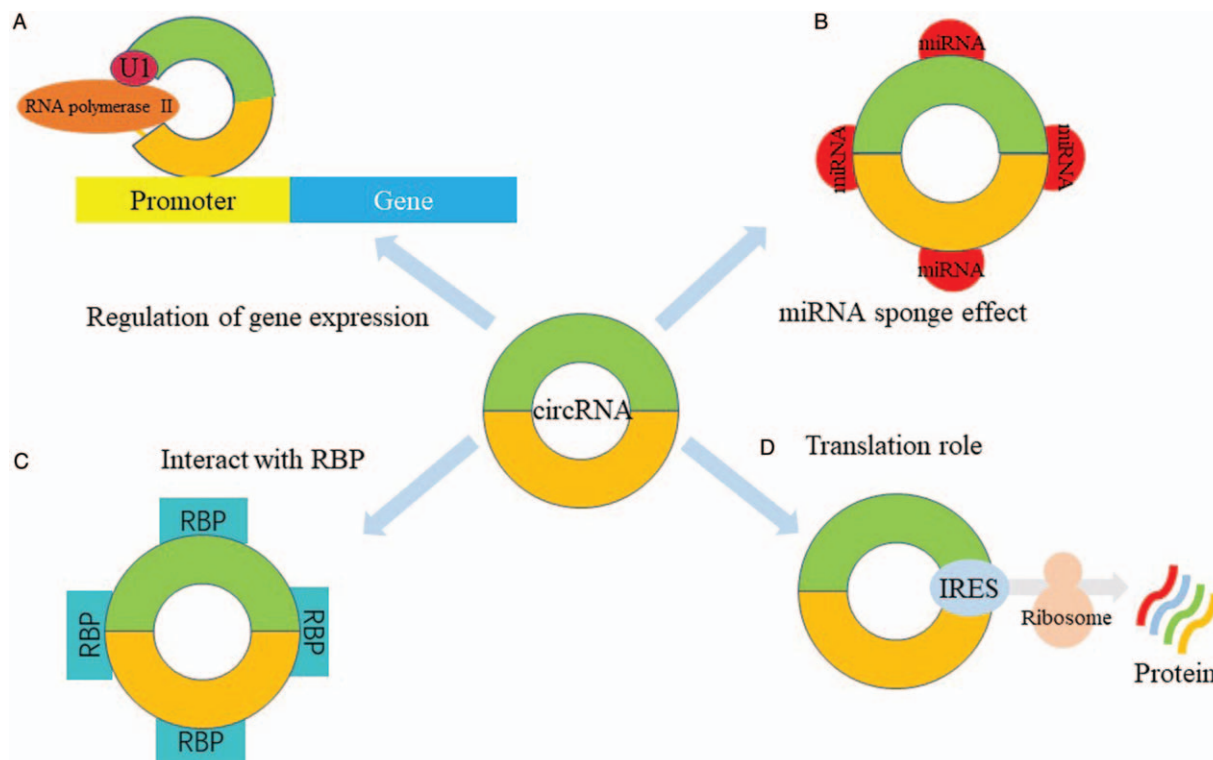 A
U1
RNA polymerase II
Promoter
Gene
Regulation of gene expression
B
miRNA
miRNA
miRNA
miRNA
miRNA sponge effect
circRNA
C
Interact with RBP
RBP
RBP
RBP
RBP
D
Translation role
IRES
Ribosome
Protein